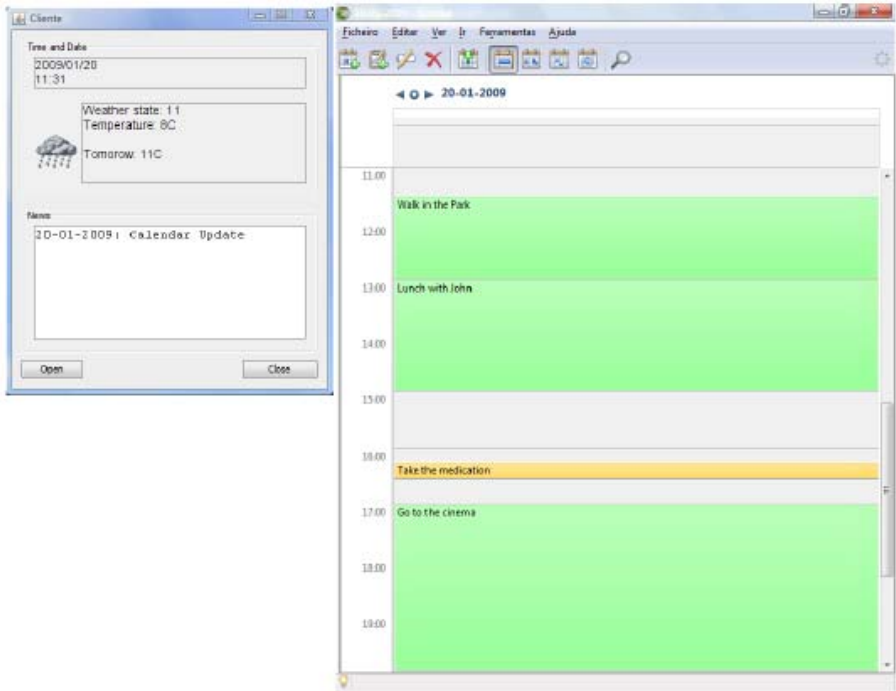 Cliente
Time and Date
2009/01/20
11:31
Weather state: 11
Temperature: 8C
Tomorow: 11C
News
20-01-2009: Calendar Update
Open
Close
Ficheiro Editar Ver Ir Ferramentas Ajuda
20-01-2009
11:00
Walk in the Park
12:00
13:00 Lunch with John
14:00
15:00
16:00
Take the medication
17:00 Go to the cinema
18:00
19:00